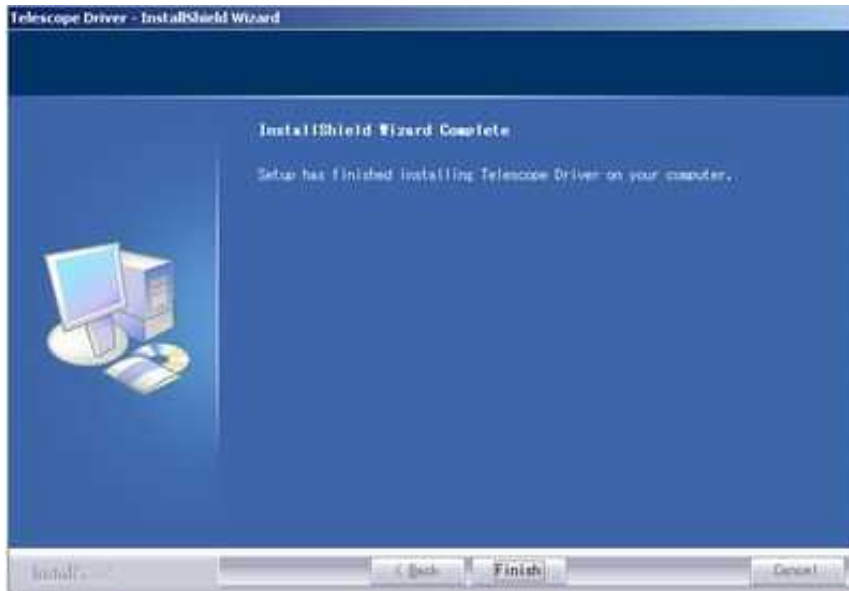 Telescope Driver - InstallShield Wizard
InstallShield Wizard Complete
Setup has finished installing Telescope Driver on your computer.
< Back
Finish
Cancel